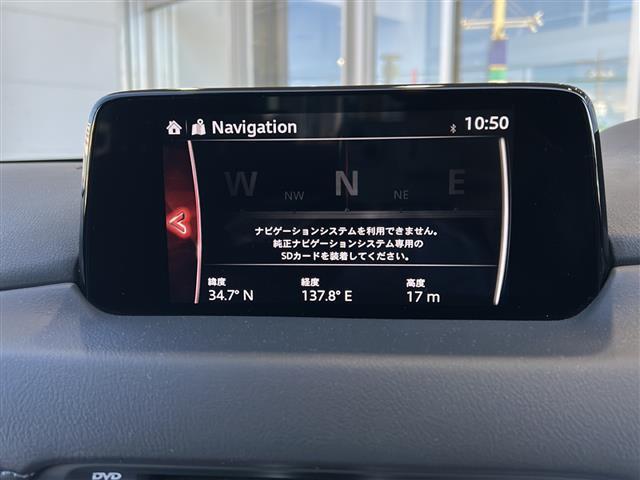 Navigation
10:50
W NW N NE E
ナビゲーションシステムを利用できません。
純正ナビゲーションシステム専用の
SDカードを装着してください。
緯度 経度 高度
34.7° N 137.8° E 17 m
DVD